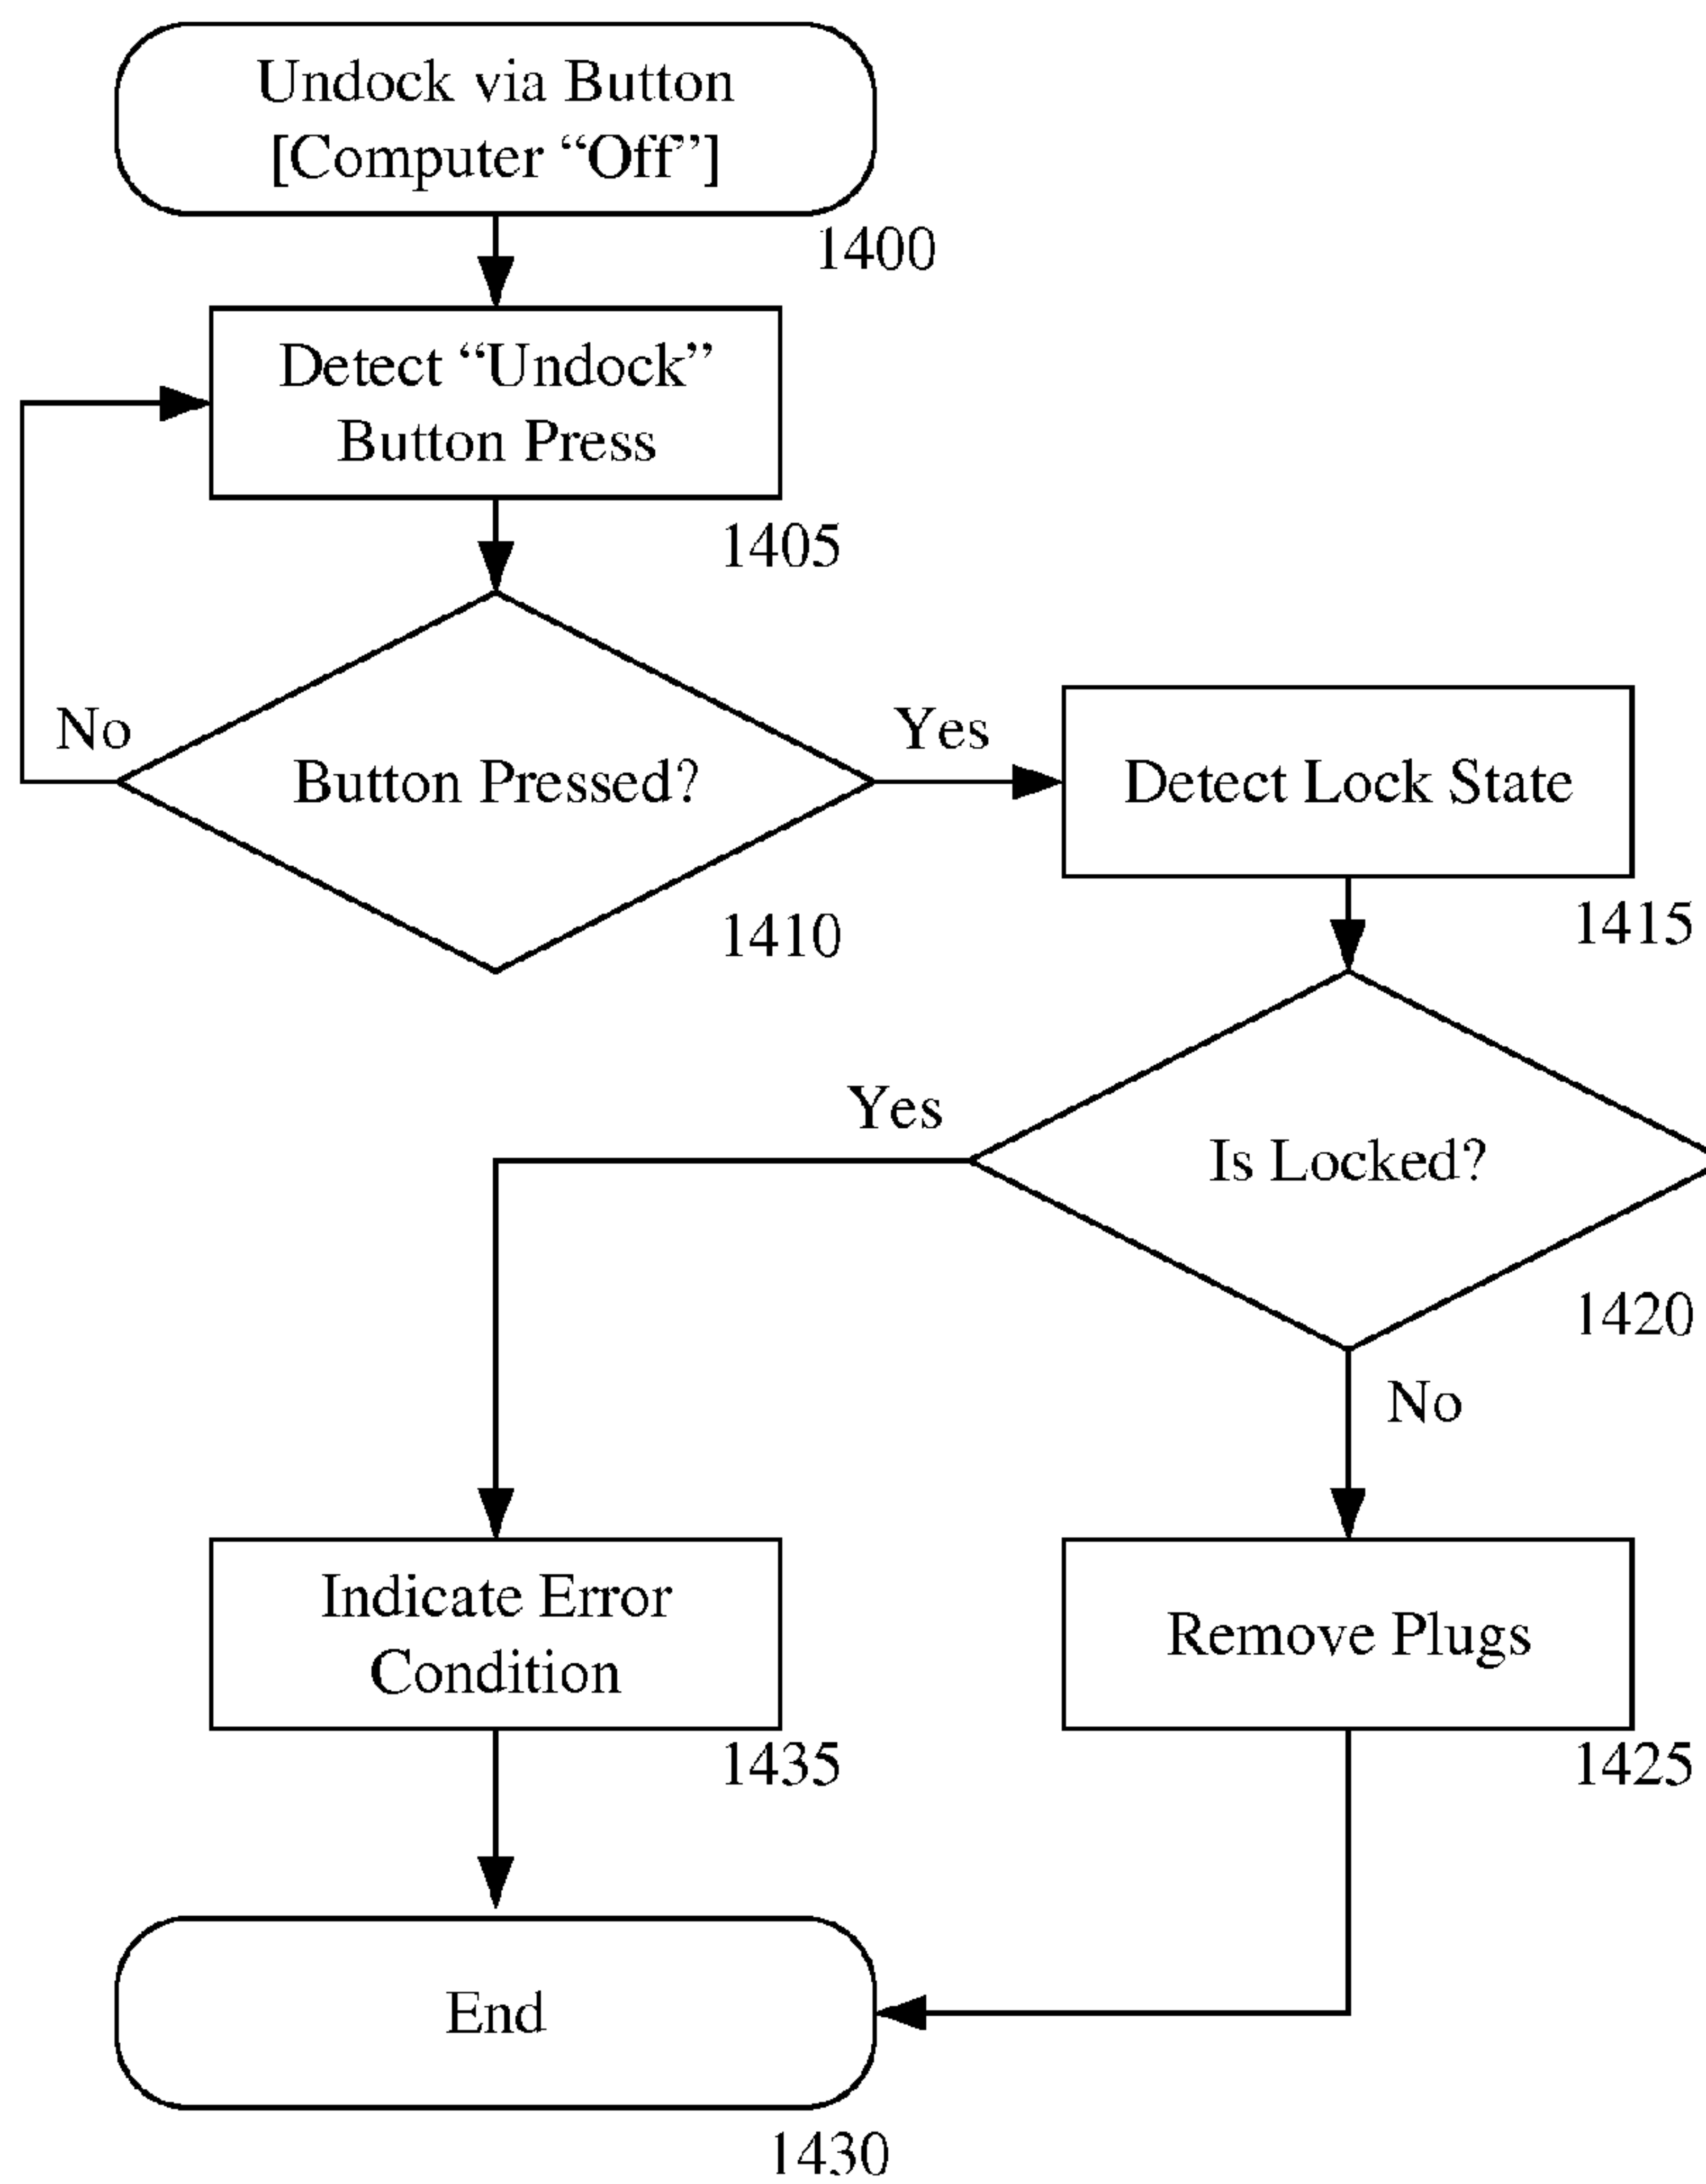 Undock via Button
[Computer “Off”]
1400
Detect “Undock”
Button Press
1405
No
Button Pressed?
Yes
1410
Detect Lock State
1415
Yes
Is Locked?
1420
No
Indicate Error
Condition
1435
Remove Plugs
1425
End
1430